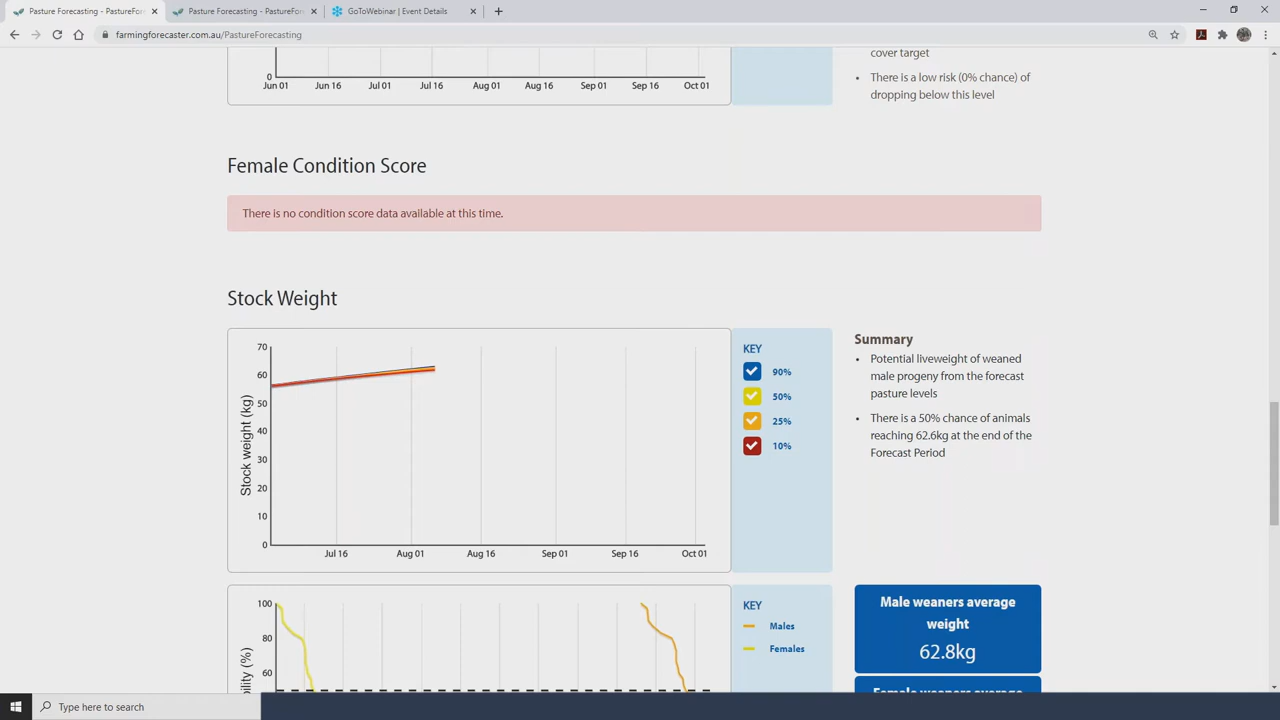 Pasture Forecasting - PastureFor
Pasture Forecasting - PastureFor
GoToWebinar | Event Details
farmingforecaster.com.au/PastureForecasting
0
Jun 01 Jun 16 Jul 01 Jul 16 Aug 01 Aug 16 Sep 01 Sep 16 Oct 01
cover target
• There is a low risk (0% chance) of
dropping below this level
Female Condition Score
There is no condition score data available at this time.
Stock Weight
70
60
50
40
30
20
10
0
Stock weight (kg)
Jul 16 Aug 01 Aug 16 Sep 01 Sep 16 Oct 01
KEY
90%
50%
25%
10%
Summary
• Potential liveweight of weaned
male progeny from the forecast
pasture levels
• There is a 50% chance of animals
reaching 62.6kg at the end of the
Forecast Period
100
80
60
bility (%)
KEY
Males
Females
Male weaners average
weight
62.8kg
Female weaners average
Type here to search